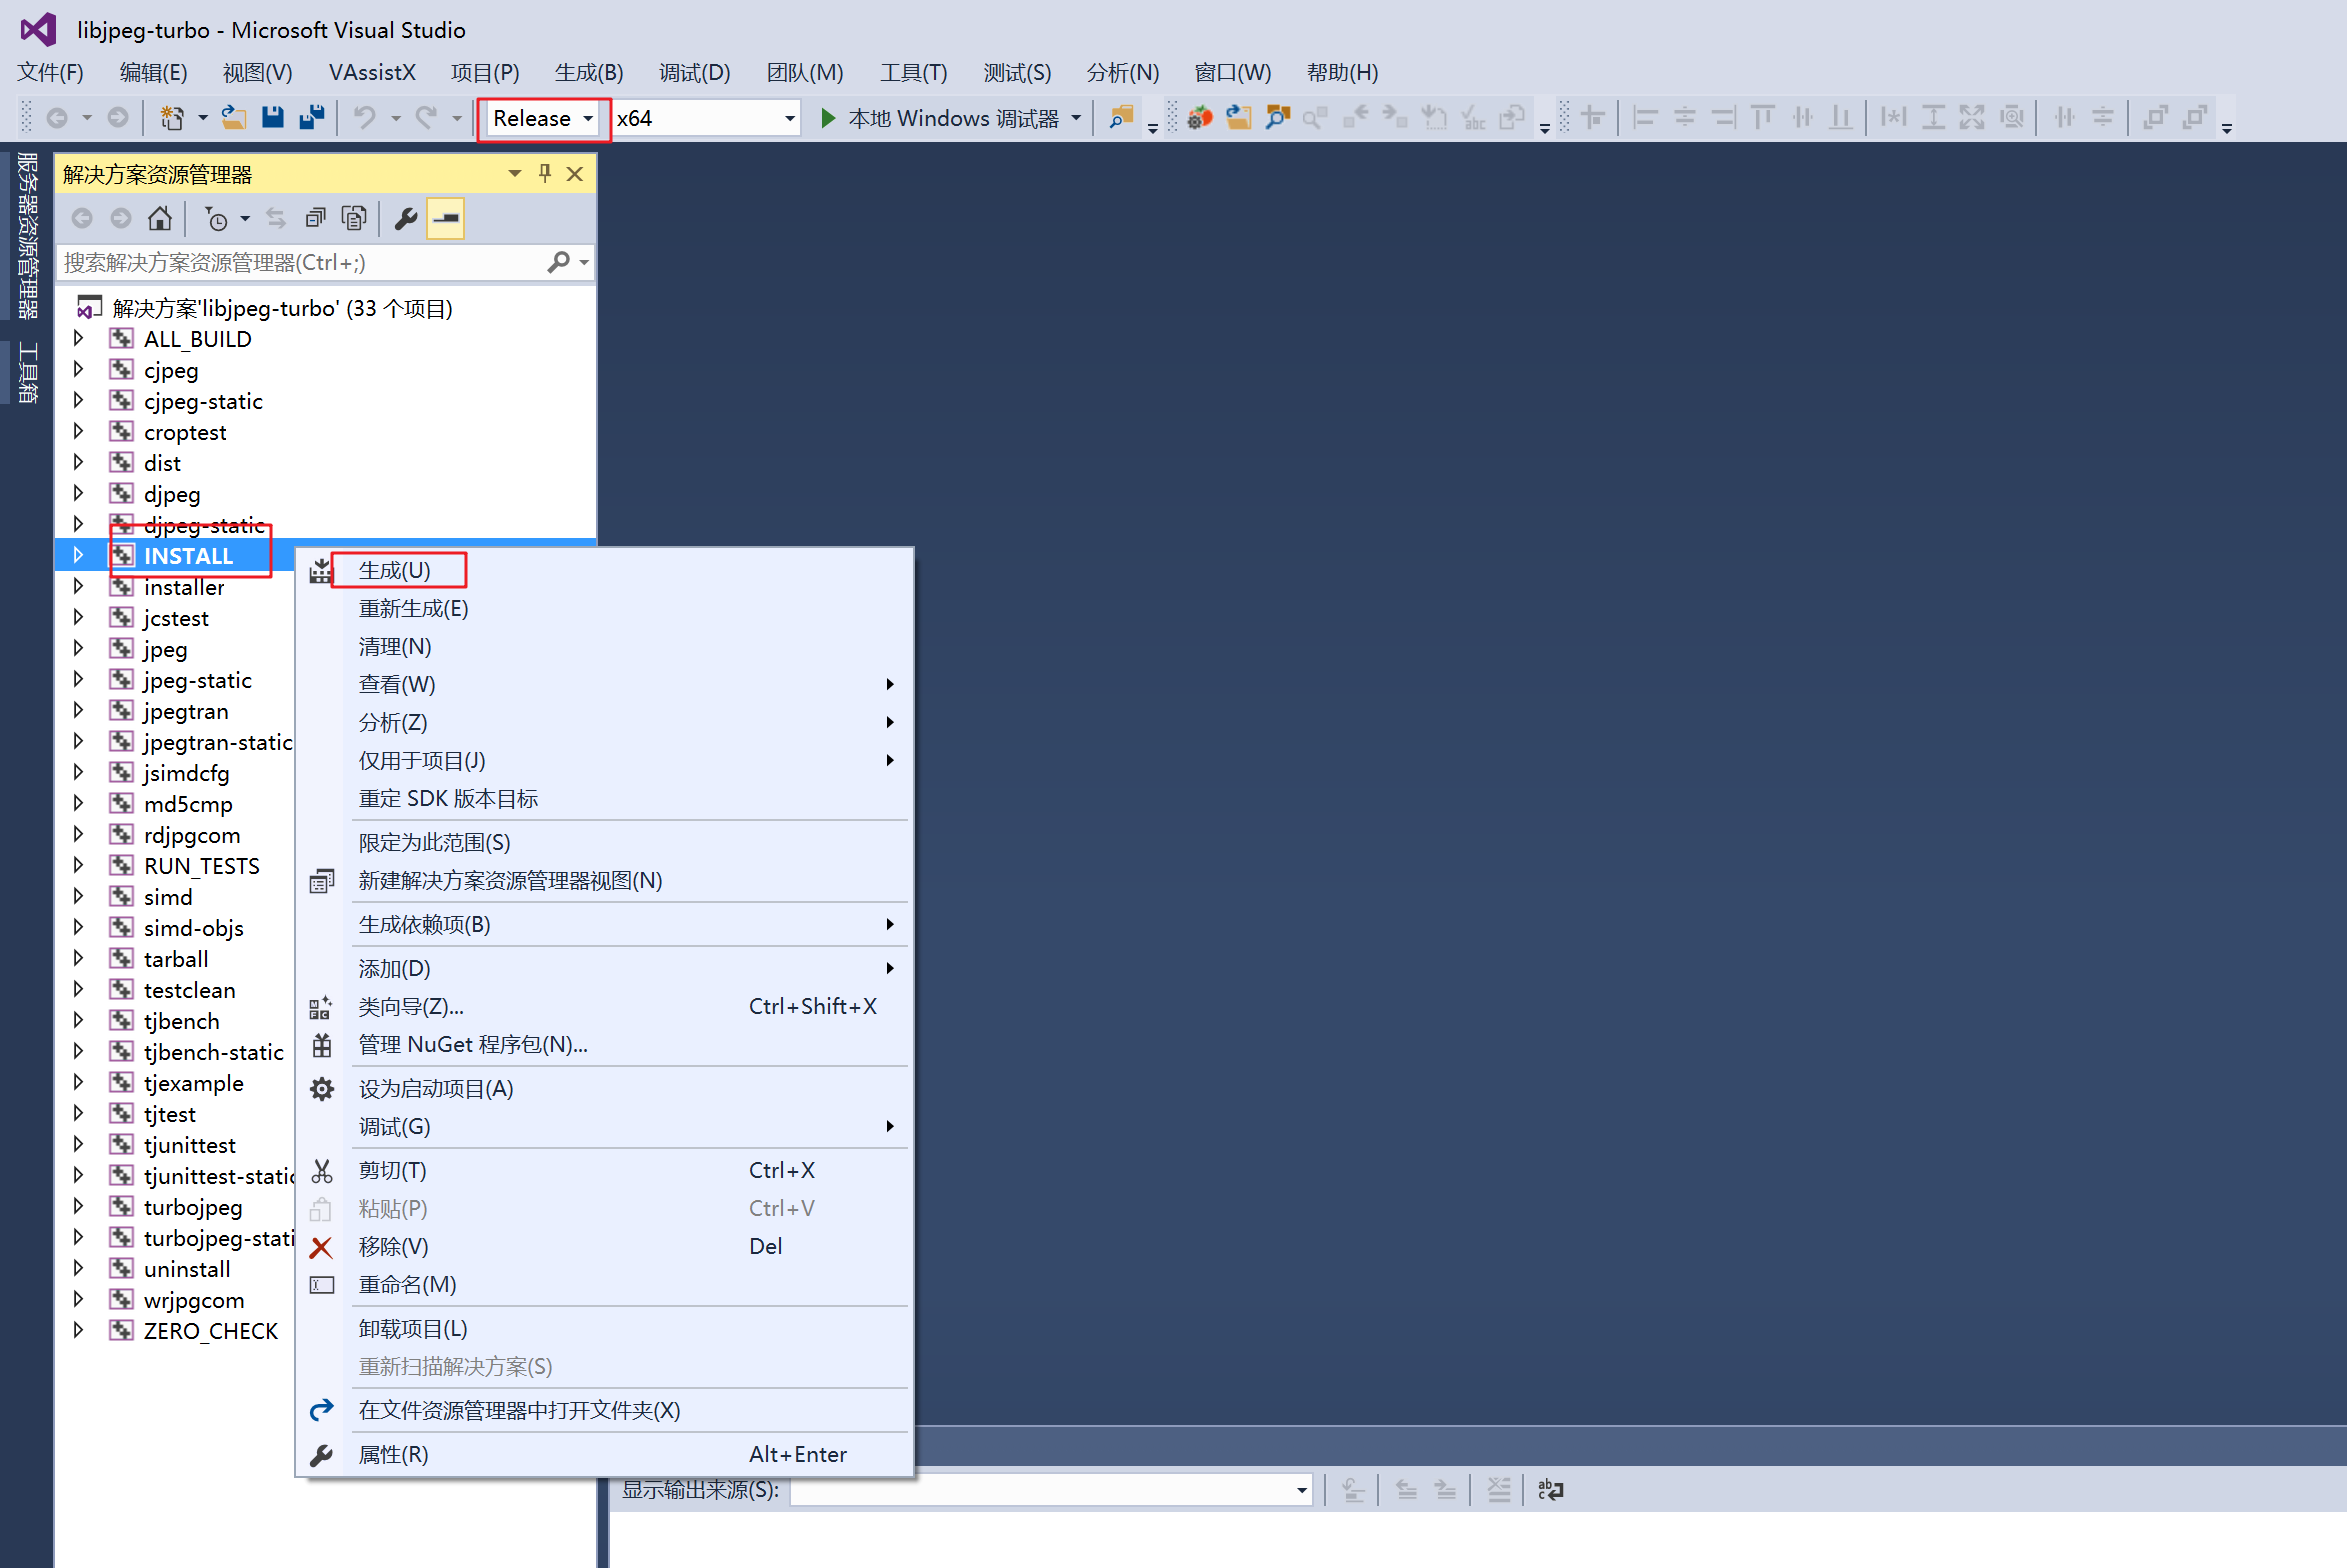 libjpeg-turbo - Microsoft Visual Studio
文件(F) 编辑(E) 视图(V) VAssistX 项目(P) 生成(B) 调试(D) 团队(M) 工具(T) 测试(S) 分析(N) 窗口(W) 帮助(H)
Release x64 本地 Windows 调试器
服务器资源管理器
工具箱
解决方案资源管理器
搜索解决方案资源管理器(Ctrl+;)
解决方案'libjpeg-turbo' (33 个项目)
ALL_BUILD
cjpeg
cjpeg-static
croptest
dist
djpeg
djpeg-static
INSTALL
installer
jcstest
jpeg
jpeg-static
jpegtran
jpegtran-static
jsimdcfg
md5cmp
rdjpgcom
RUN_TESTS
simd
simd-objs
tarball
testclean
tjbench
tjbench-static
tjexample
tjtest
tjunittest
tjunittest-static
turbojpeg
turbojpeg-stati
uninstall
wrjpgcom
ZERO_CHECK
生成(U)
重新生成(E)
清理(N)
查看(W)
分析(Z)
仅用于项目(J)
重定 SDK 版本目标
限定为此范围(S)
新建解决方案资源管理器视图(N)
生成依赖项(B)
添加(D)
类向导(Z)... Ctrl+Shift+X
管理 NuGet 程序包(N)...
设为启动项目(A)
调试(G)
剪切(T) Ctrl+X
粘贴(P) Ctrl+V
移除(V) Del
重命名(M)
卸载项目(L)
重新扫描解决方案(S)
在文件资源管理器中打开文件夹(X)
属性(R) Alt+Enter
显示输出来源(S):